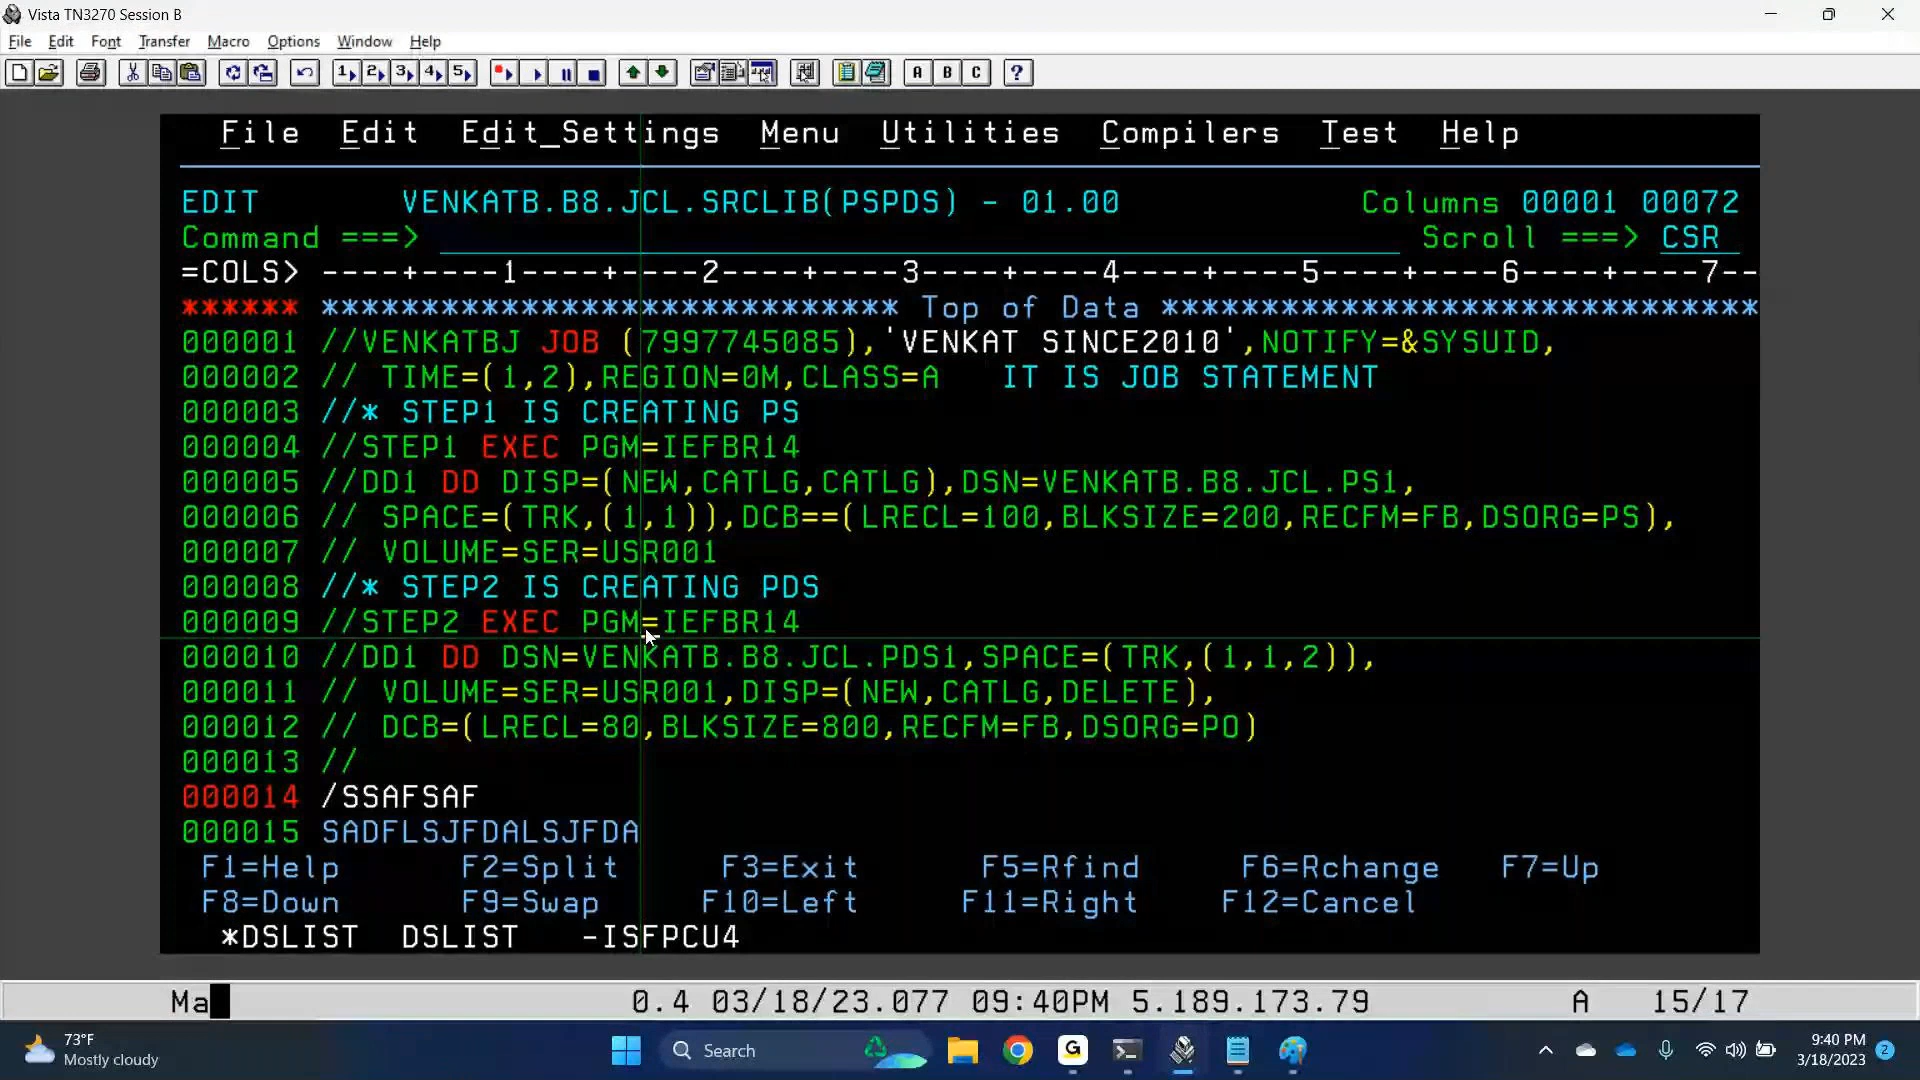 Vista TN3270 Session B
File Edit Font Transfer Macro Options Window Help
1 2 3 4 5 A B C ?
File Edit Edit_Settings Menu Utilities Compilers Test Help
EDIT VENKATB.B8.JCL.SRCLIB(PSPDS) - 01.00 Columns 00001 00072
Command ===> Scroll ===> CSR
=COLS> ----+----1----+----2----+----3----+----4----+----5----+----6----+----7--
****** ***************************** Top of Data ******************************
000001 //VENKATBJ JOB (7997745085),'VENKAT SINCE2010',NOTIFY=&SYSUID,
000002 // TIME=(1,2),REGION=0M,CLASS=A IT IS JOB STATEMENT
000003 //* STEP1 IS CREATING PS
000004 //STEP1 EXEC PGM=IEFBR14
000005 //DD1 DD DISP=(NEW,CATLG,CATLG),DSN=VENKATB.B8.JCL.PS1,
000006 // SPACE=(TRK,(1,1)),DCB==(LRECL=100,BLKSIZE=200,RECFM=FB,DSORG=PS),
000007 // VOLUME=SER=USR001
000008 //* STEP2 IS CREATING PDS
000009 //STEP2 EXEC PGM=IEFBR14
000010 //DD1 DD DSN=VENKATB.B8.JCL.PDS1,SPACE=(TRK,(1,1,2)),
000011 // VOLUME=SER=USR001,DISP=(NEW,CATLG,DELETE),
000012 // DCB=(LRECL=80,BLKSIZE=800,RECFM=FB,DSORG=PO)
000013 //
000014 /SSAFSAF
000015 SADFLSJFDALSJFDA
F1=Help F2=Split F3=Exit F5=Rfind F6=Rchange F7=Up
F8=Down F9=Swap F10=Left F11=Right F12=Cancel
*DSLIST DSLIST -ISFPCU4
Ma 0.4 03/18/23.077 09:40PM 5.189.173.79 A 15/17
73°F
Mostly cloudy
Search
G
9:40 PM
3/18/2023
2